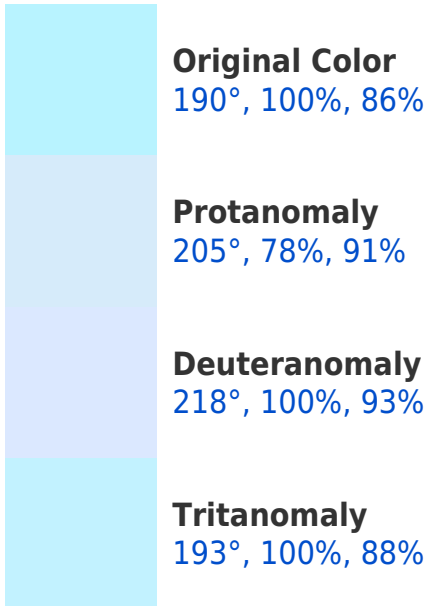 Original Color
190°, 100%, 86%
Protanomaly
205°, 78%, 91%
Deuteranomaly
218°, 100%, 93%
Tritanomaly
193°, 100%, 88%